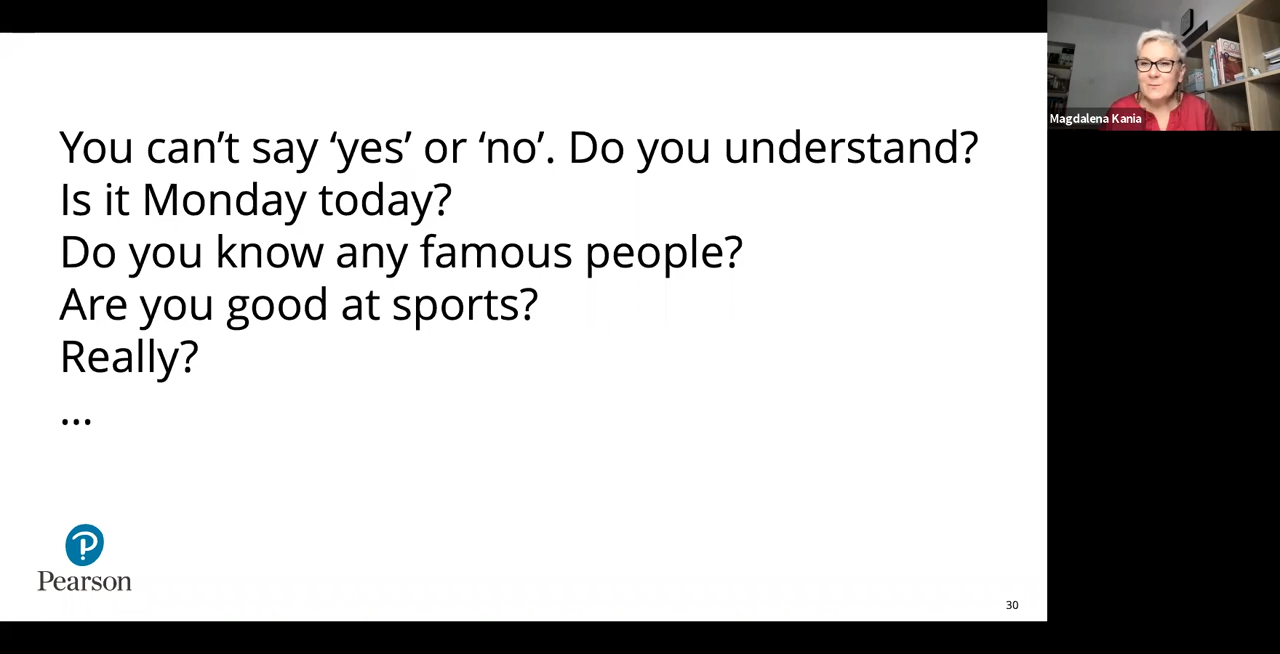 You can’t say ‘yes’ or ‘no’. Do you understand?
Is it Monday today?
Do you know any famous people?
Are you good at sports?
Really?
...
Pearson
30
Magdalena Kania